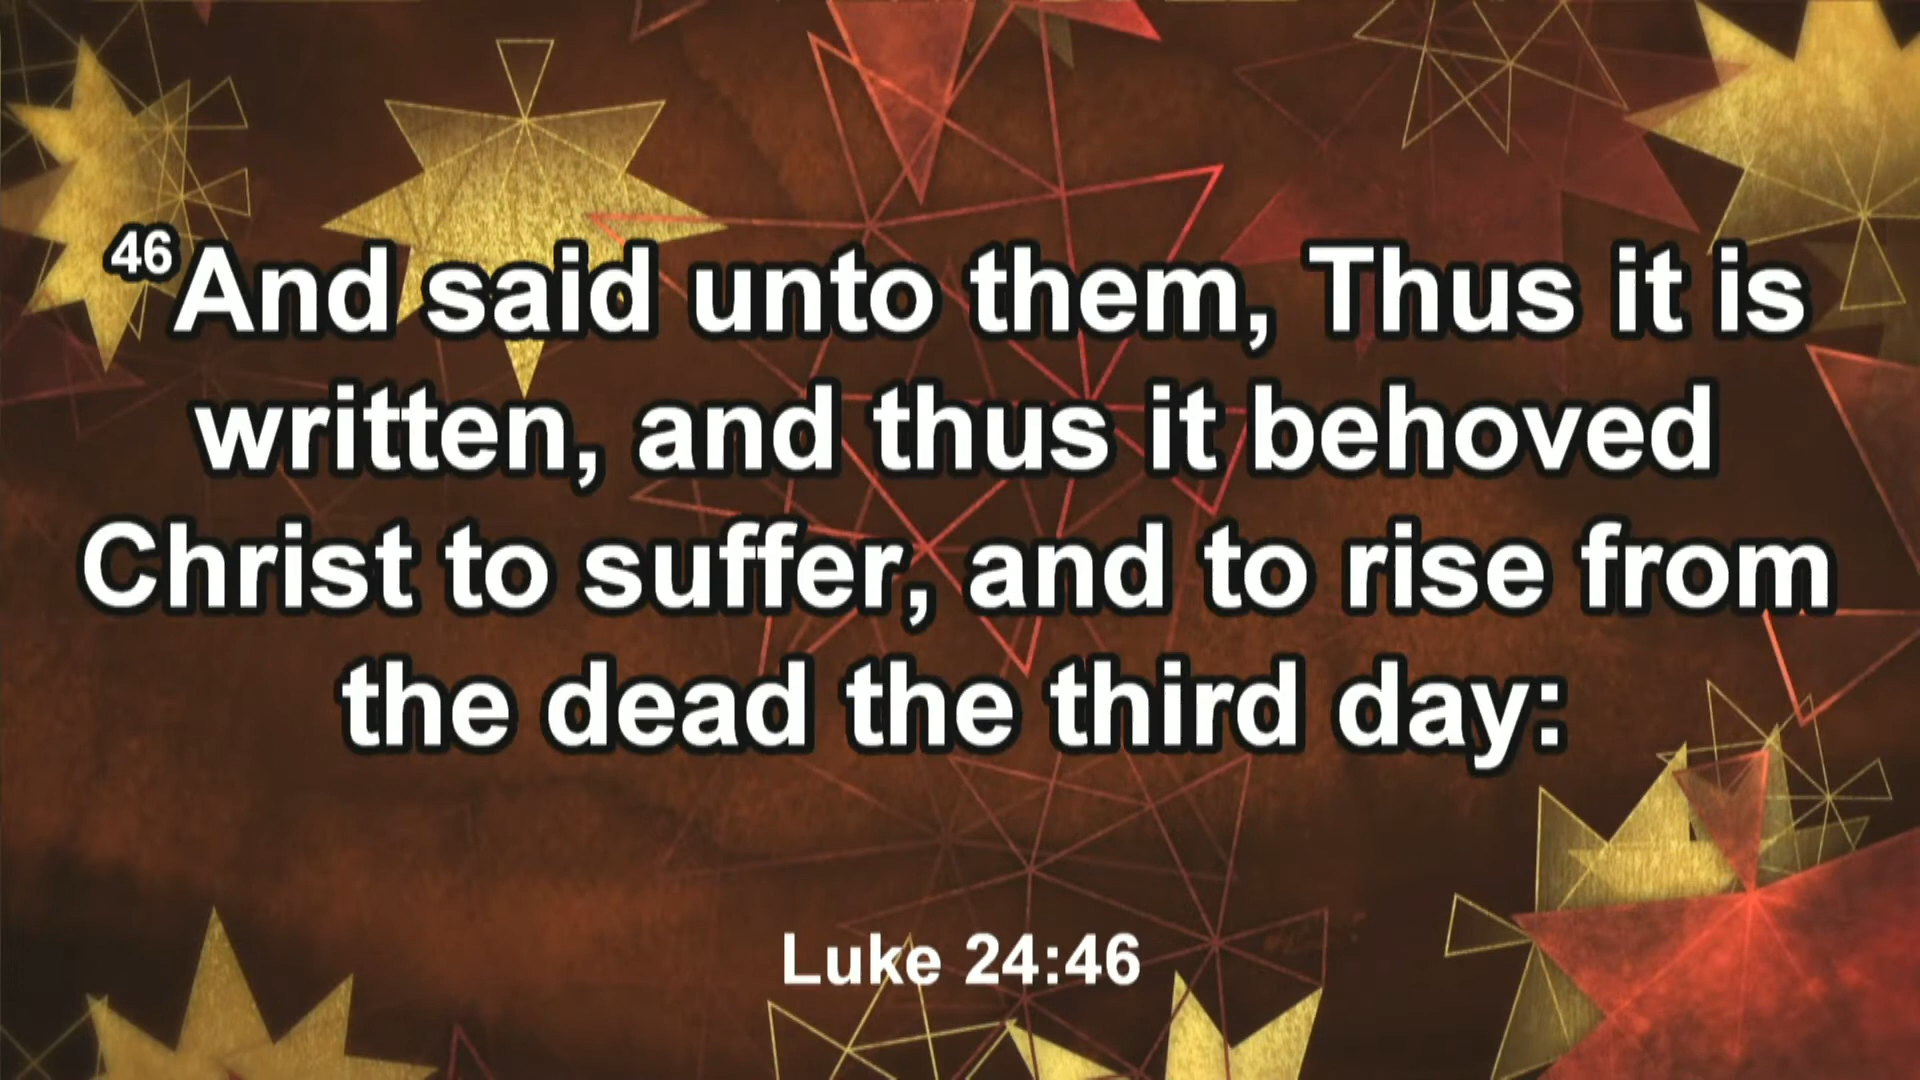 46 And said unto them, Thus it is
written, and thus it behoved
Christ to suffer, and to rise from
the dead the third day:
Luke 24:46